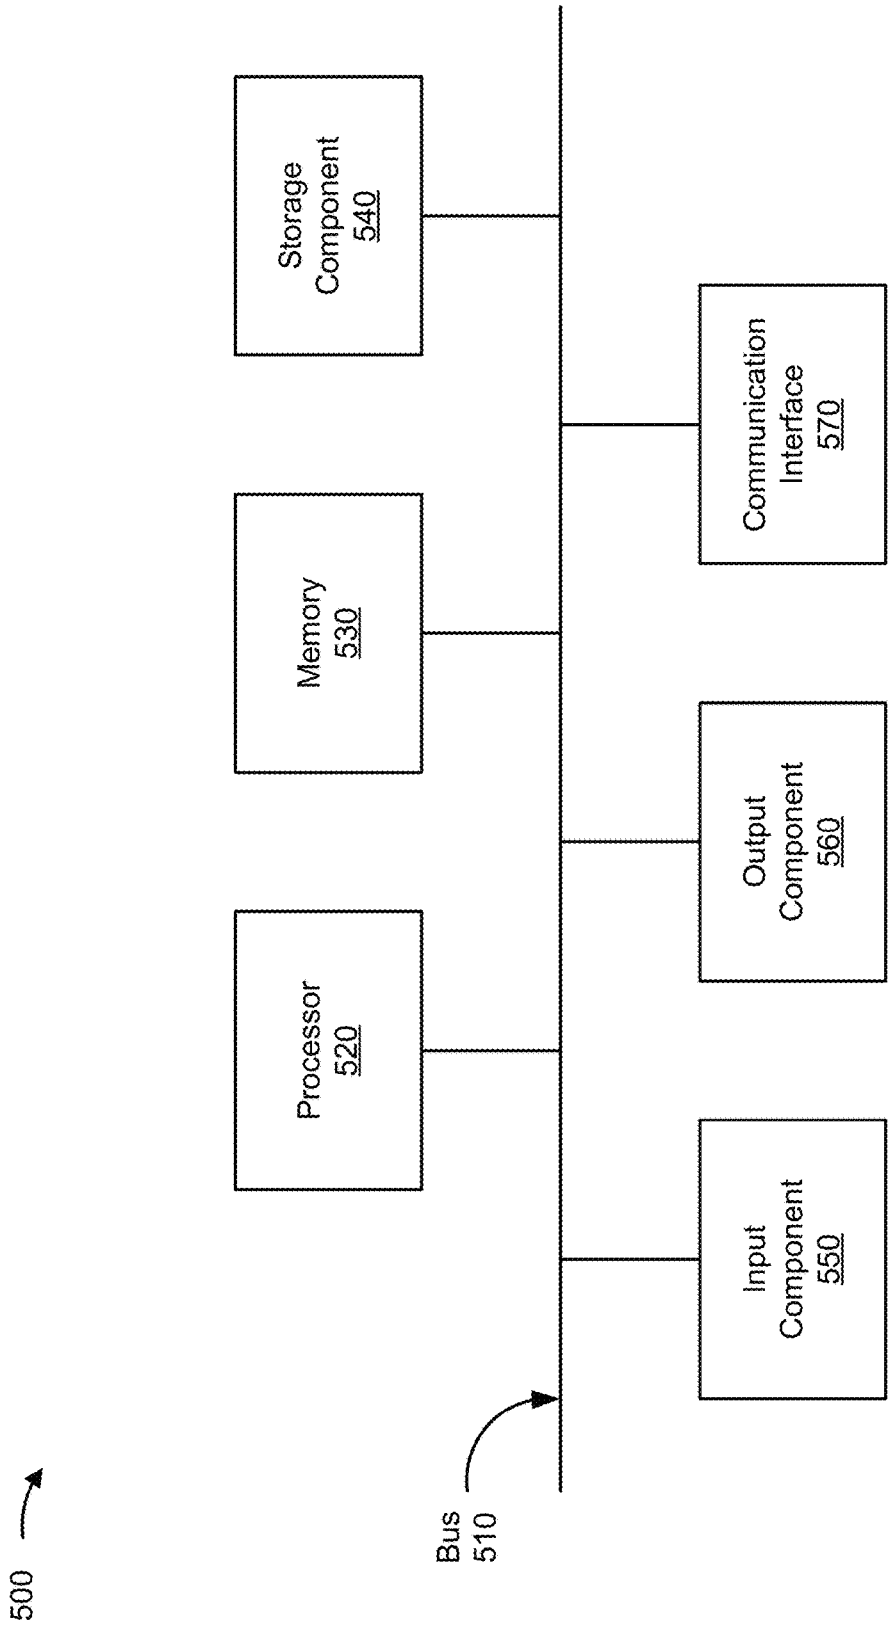 500
Processor
520
Memory
530
Storage
Component
540
Bus
510
Input
Component
550
Output
Component
560
Communication
Interface
570